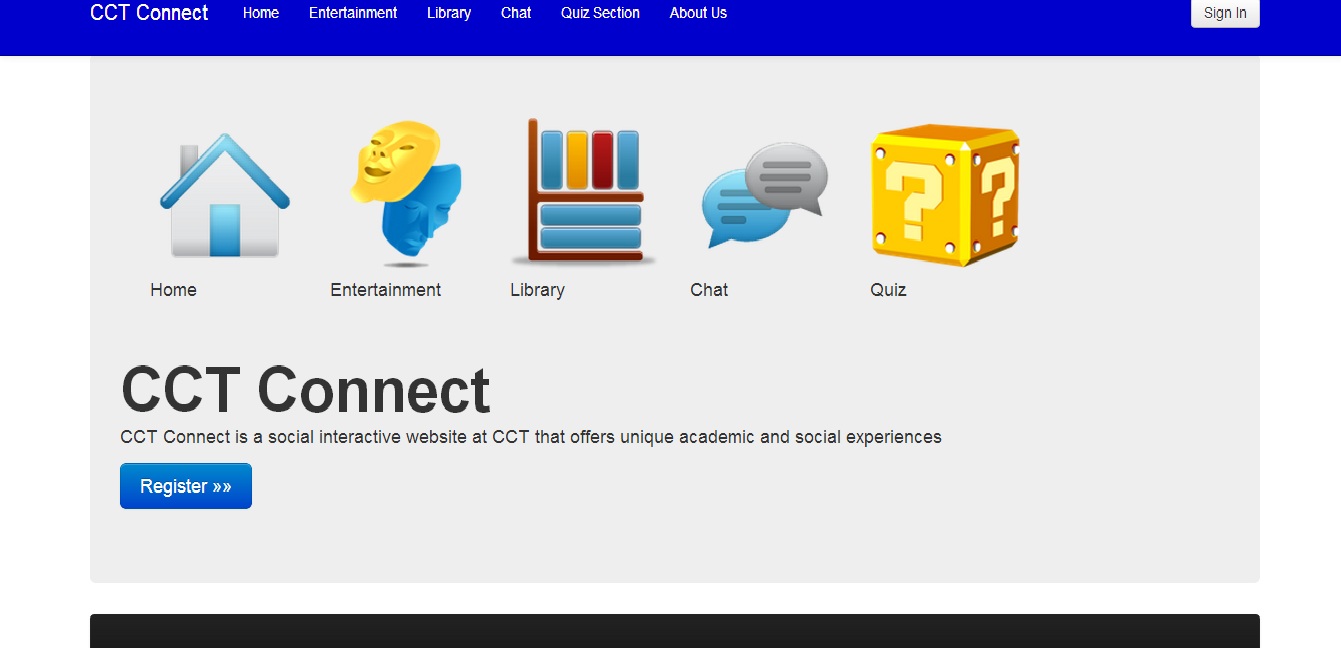 CCT Connect Home Entertainment Library Chat Quiz Section About Us Sign In
? ?
Home Entertainment Library Chat Quiz
CCT Connect
CCT Connect is a social interactive website at CCT that offers unique academic and social experiences
Register »»